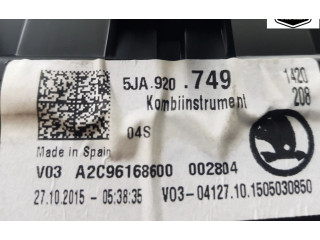 5JA.920.749 1420
Kombiinstrument 208
04S
Made in Spain
V03 A2C96168600 002804
27.10.2015 - 05:38:35 V03-04127.10.1505030850